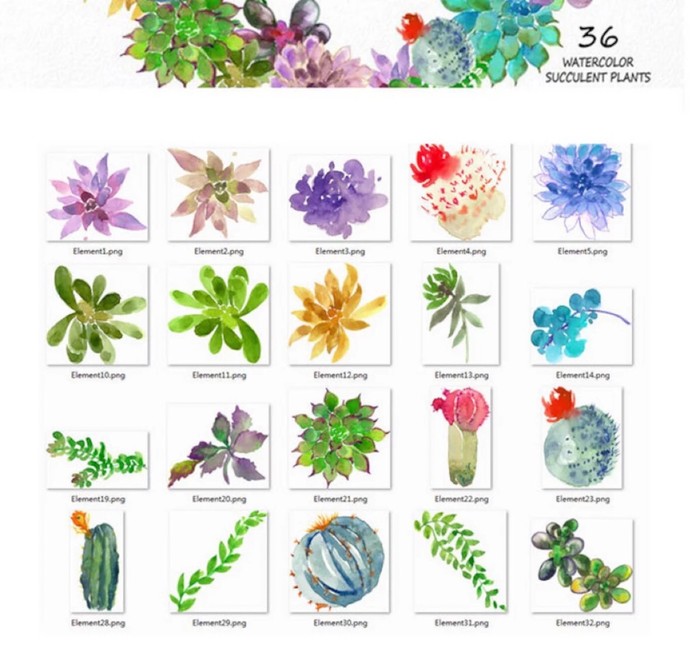 36
WATERCOLOR
SUCCULENT PLANTS
Element1.png
Element2.png
Element3.png
Element4.png
Element5.png
Element10.png
Element11.png
Element12.png
Element13.png
Element14.png
Element19.png
Element20.png
Element21.png
Element22.png
Element23.png
Element28.png
Element29.png
Element30.png
Element31.png
Element32.png